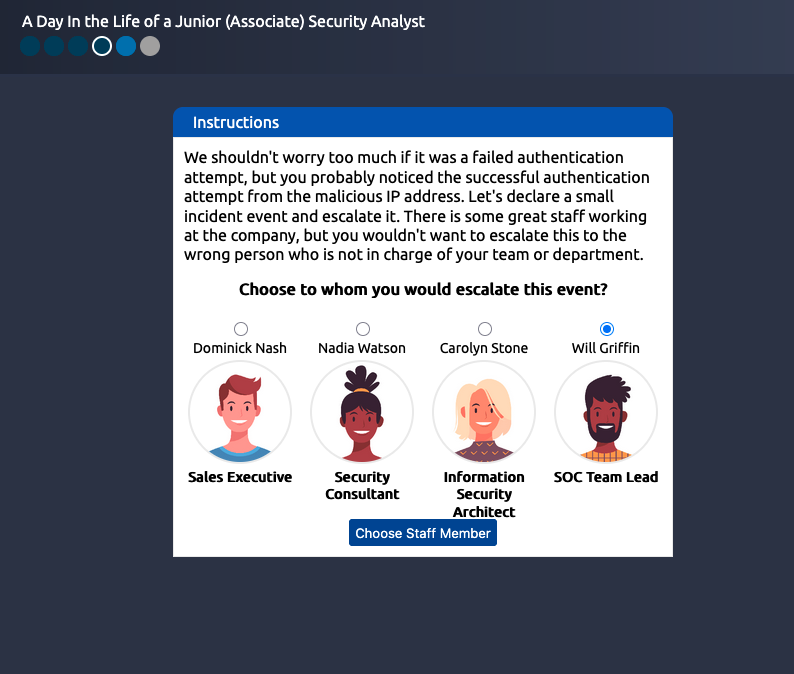 A Day In the Life of a Junior (Associate) Security Analyst
Instructions
We shouldn't worry too much if it was a failed authentication
attempt, but you probably noticed the successful authentication
attempt from the malicious IP address. Let's declare a small
incident event and escalate it. There is some great staff working
at the company, but you wouldn't want to escalate this to the
wrong person who is not in charge of your team or department.
Choose to whom you would escalate this event?
Dominick Nash
Nadia Watson
Carolyn Stone
Will Griffin
Sales Executive
Security
Consultant
Information
Security
Architect
SOC Team Lead
Choose Staff Member